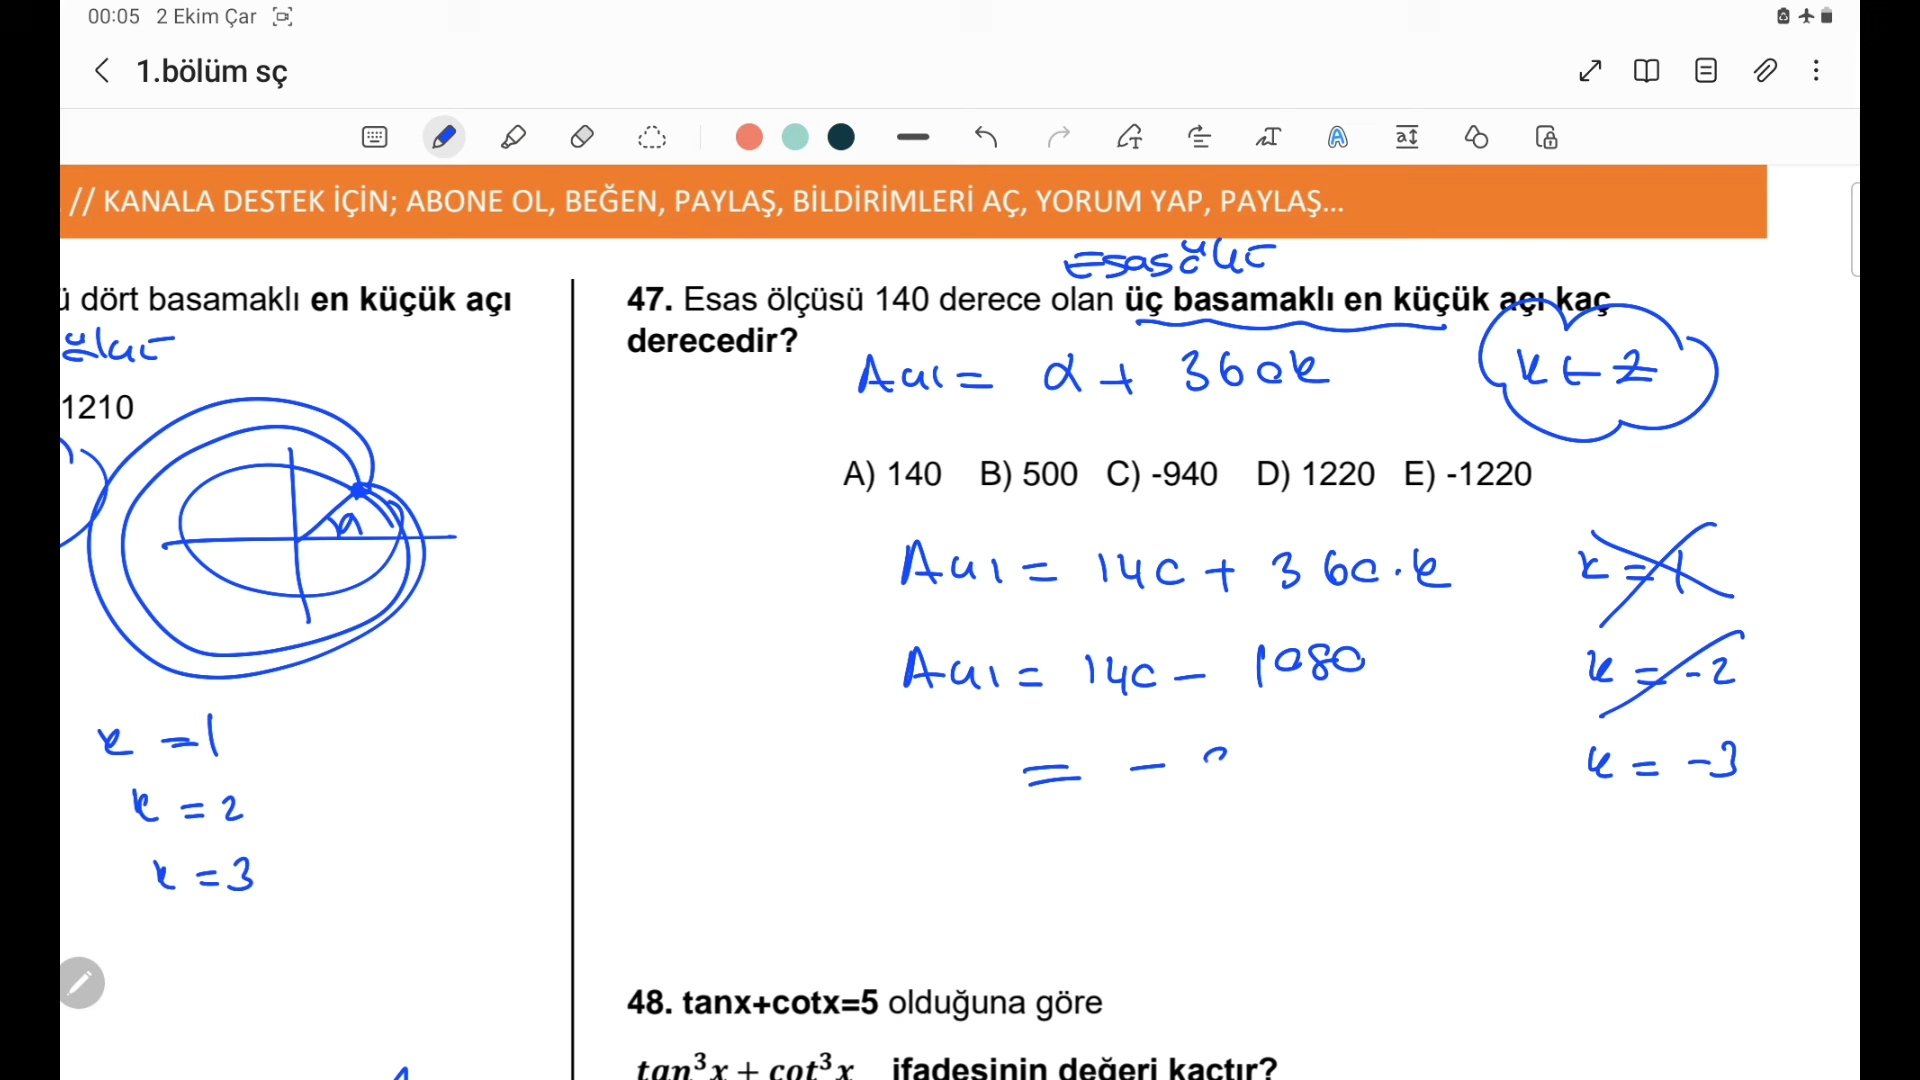 00:05 2 Ekim Çar
1.bölüm sç
// KANALA DESTEK İÇİN; ABONE OL, BEĞEN, PAYLAŞ, BİLDİRİMLERİ AÇ, YORUM YAP, PAYLAŞ...
ü dört basamaklı en küçük açı
1210
α
k = 1
k = 2
k = 3
Esas ölçü
47. Esas ölçüsü 140 derece olan üç basamaklı en küçük açı kaç
derecedir?
Açı = α + 360k
k ∈ Z
A) 140 B) 500 C) -940 D) 1220 E) -1220
Açı = 140 + 360.k
k = 1
Açı = 140 - 1080
k = -2
= -
k = -3
48. tanx+cotx=5 olduğuna göre
tan³x + cot³x ifadesinin değeri kaçtır?